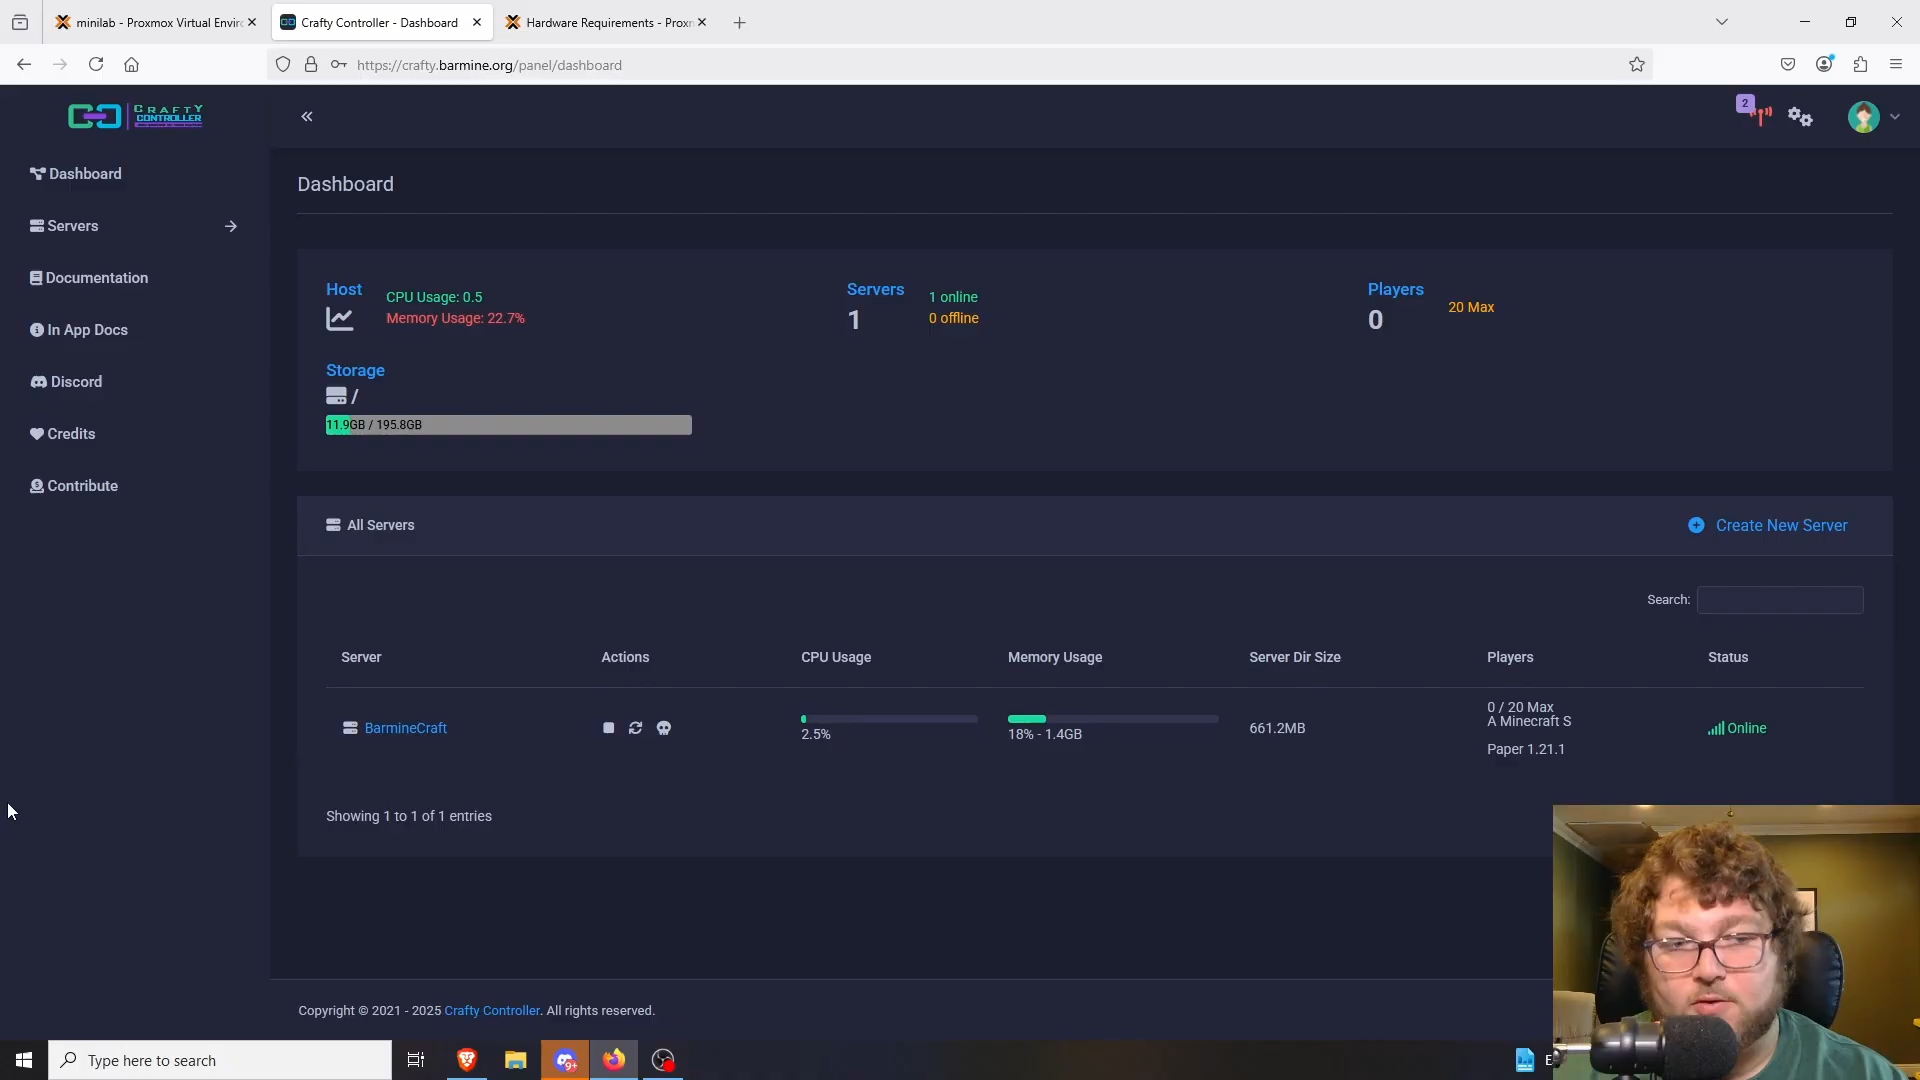 minilab - Proxmox Virtual Envir
Crafty Controller - Dashboard
Hardware Requirements - Proxm
https://crafty.barmine.org/panel/dashboard
CRAFTY
CONTROLLER
2
Dashboard
Servers
Documentation
In App Docs
Discord
Credits
Contribute
Dashboard
Host
CPU Usage: 0.5
Memory Usage: 22.7%
Servers
1
1 online
0 offline
Players
0
20 Max
Storage
/
11.9GB / 195.8GB
All Servers
Create New Server
Search:
Server Actions CPU Usage Memory Usage Server Dir Size Players Status
BarmineCraft
2.5%
18% - 1.4GB
661.2MB
0 / 20 Max
A Minecraft S
Paper 1.21.1
Online
Showing 1 to 1 of 1 entries
Copyright © 2021 - 2025 Crafty Controller. All rights reserved.
Type here to search
9+